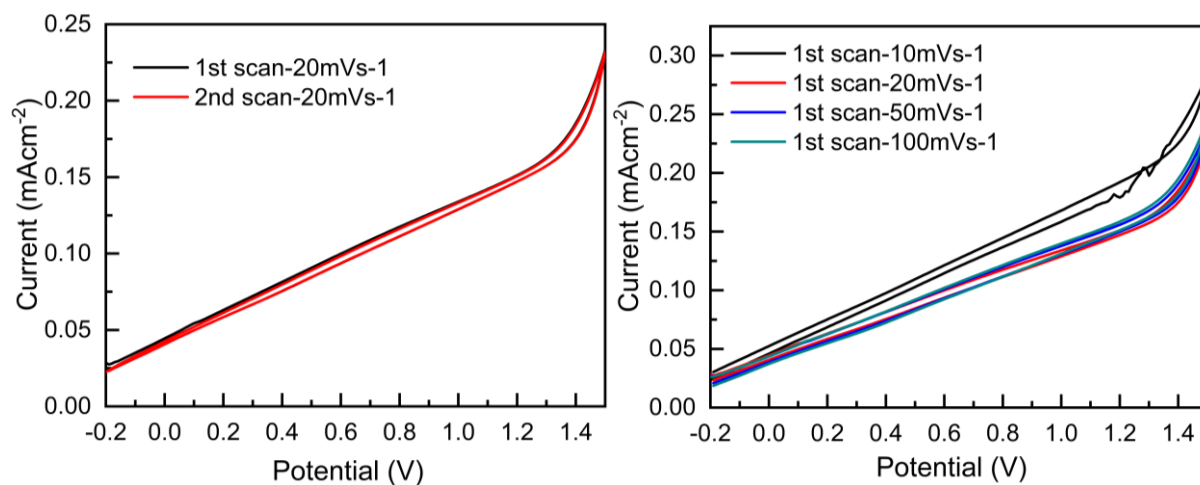 0.25
0.20
0.15
0.10
0.05
0.00
Current (mAcm⁻²)
1st scan-20mVs-1
2nd scan-20mVs-1
-0.2 0.0 0.2 0.4 0.6 0.8 1.0 1.2 1.4
Potential (V)
0.30
0.25
0.20
0.15
0.10
0.05
0.00
Current (mAcm⁻²)
1st scan-10mVs-1
1st scan-20mVs-1
1st scan-50mVs-1
1st scan-100mVs-1
-0.2 0.0 0.2 0.4 0.6 0.8 1.0 1.2 1.4
Potential (V)